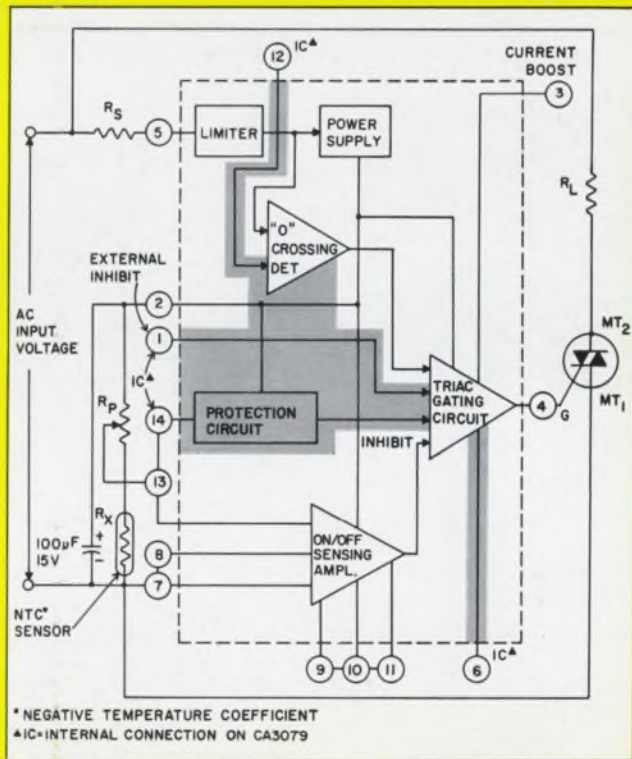 12
IC▲
CURRENT
BOOST
3
RS
5
LIMITER
POWER
SUPPLY
RL
"O"
CROSSING
DET
EXTERNAL
INHIBIT
2
AC
INPUT
VOLTAGE
1
IC▲
RP
14
PROTECTION
CIRCUIT
TRIAC
GATING
CIRCUIT
INHIBIT
MT2
MT1
4
G
13
RX
100µF
15V
+
-
8
7
ON/OFF
SENSING
AMPL.
NTC*
SENSOR
9
10
11
6
IC▲
* NEGATIVE TEMPERATURE COEFFICIENT
▲IC=INTERNAL CONNECTION ON CA3079